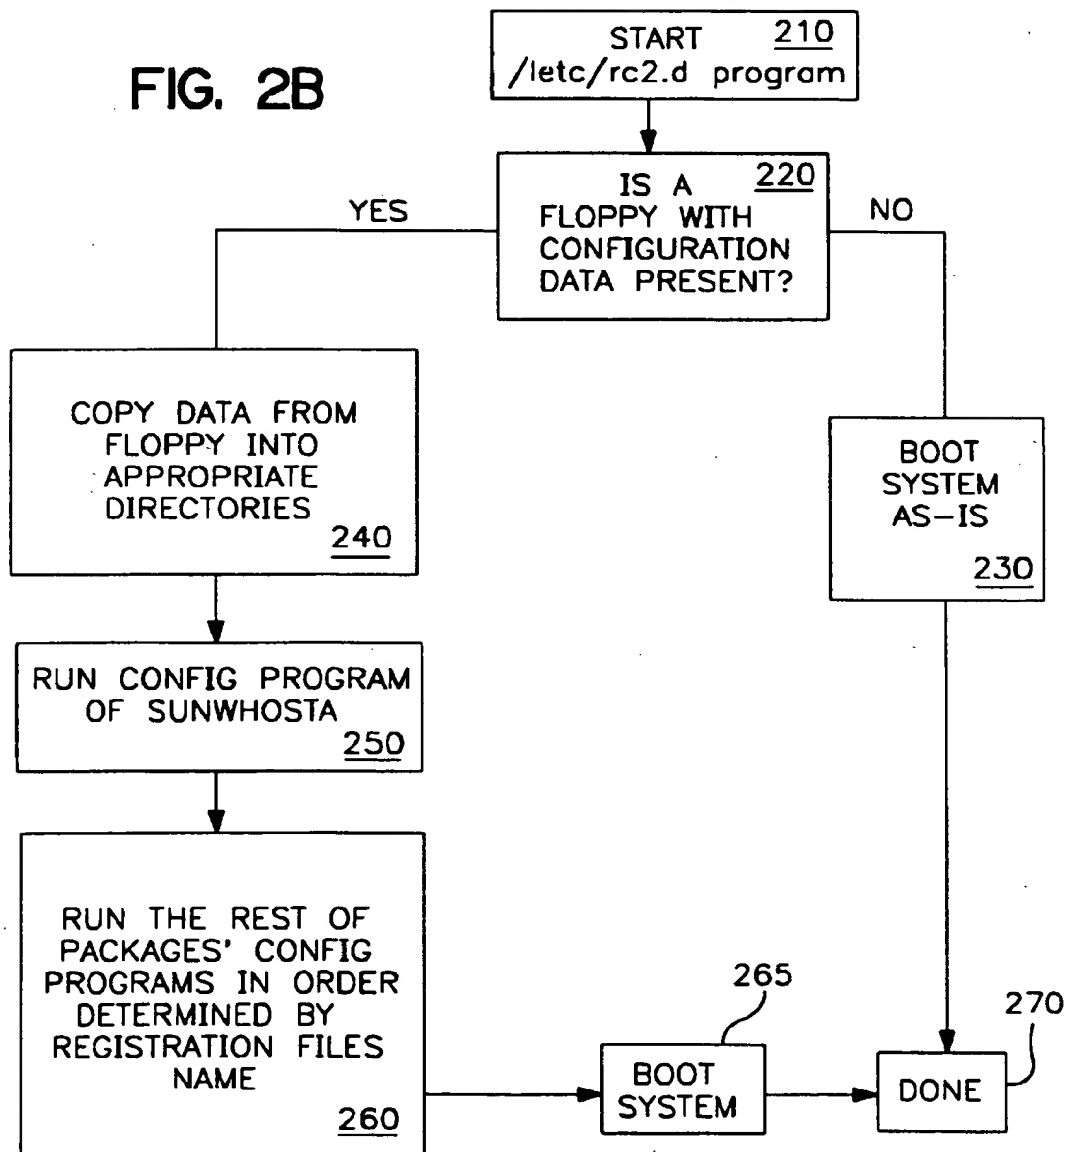 FIG. 2B
START 210
/letc/rc2.d program
IS A 220
FLOPPY WITH
CONFIGURATION
DATA PRESENT?
YES
NO
COPY DATA FROM
FLOPPY INTO
APPROPRIATE
DIRECTORIES
240
BOOT
SYSTEM
AS-IS
230
RUN CONFIG PROGRAM
OF SUNWHOSTA
250
RUN THE REST OF
PACKAGES' CONFIG
PROGRAMS IN ORDER
DETERMINED BY
REGISTRATION FILES
NAME
260
265
BOOT
SYSTEM
270
DONE